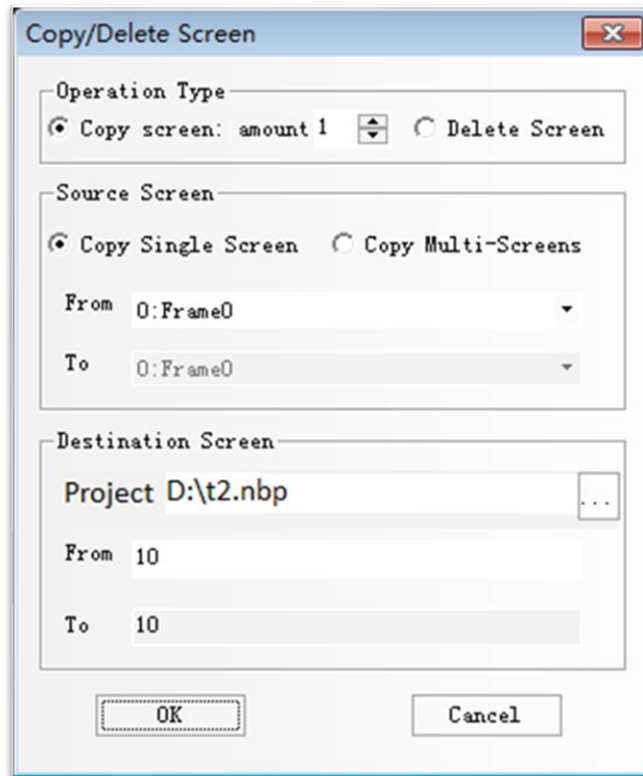 Copy/Delete Screen
Operation Type
Copy screen: amount 1 Delete Screen
Source Screen
Copy Single Screen Copy Multi-Screens
From 0:Frame0
To 0:Frame0
Destination Screen
Project D:\t2.nbp ...
From 10
To 10
OK Cancel